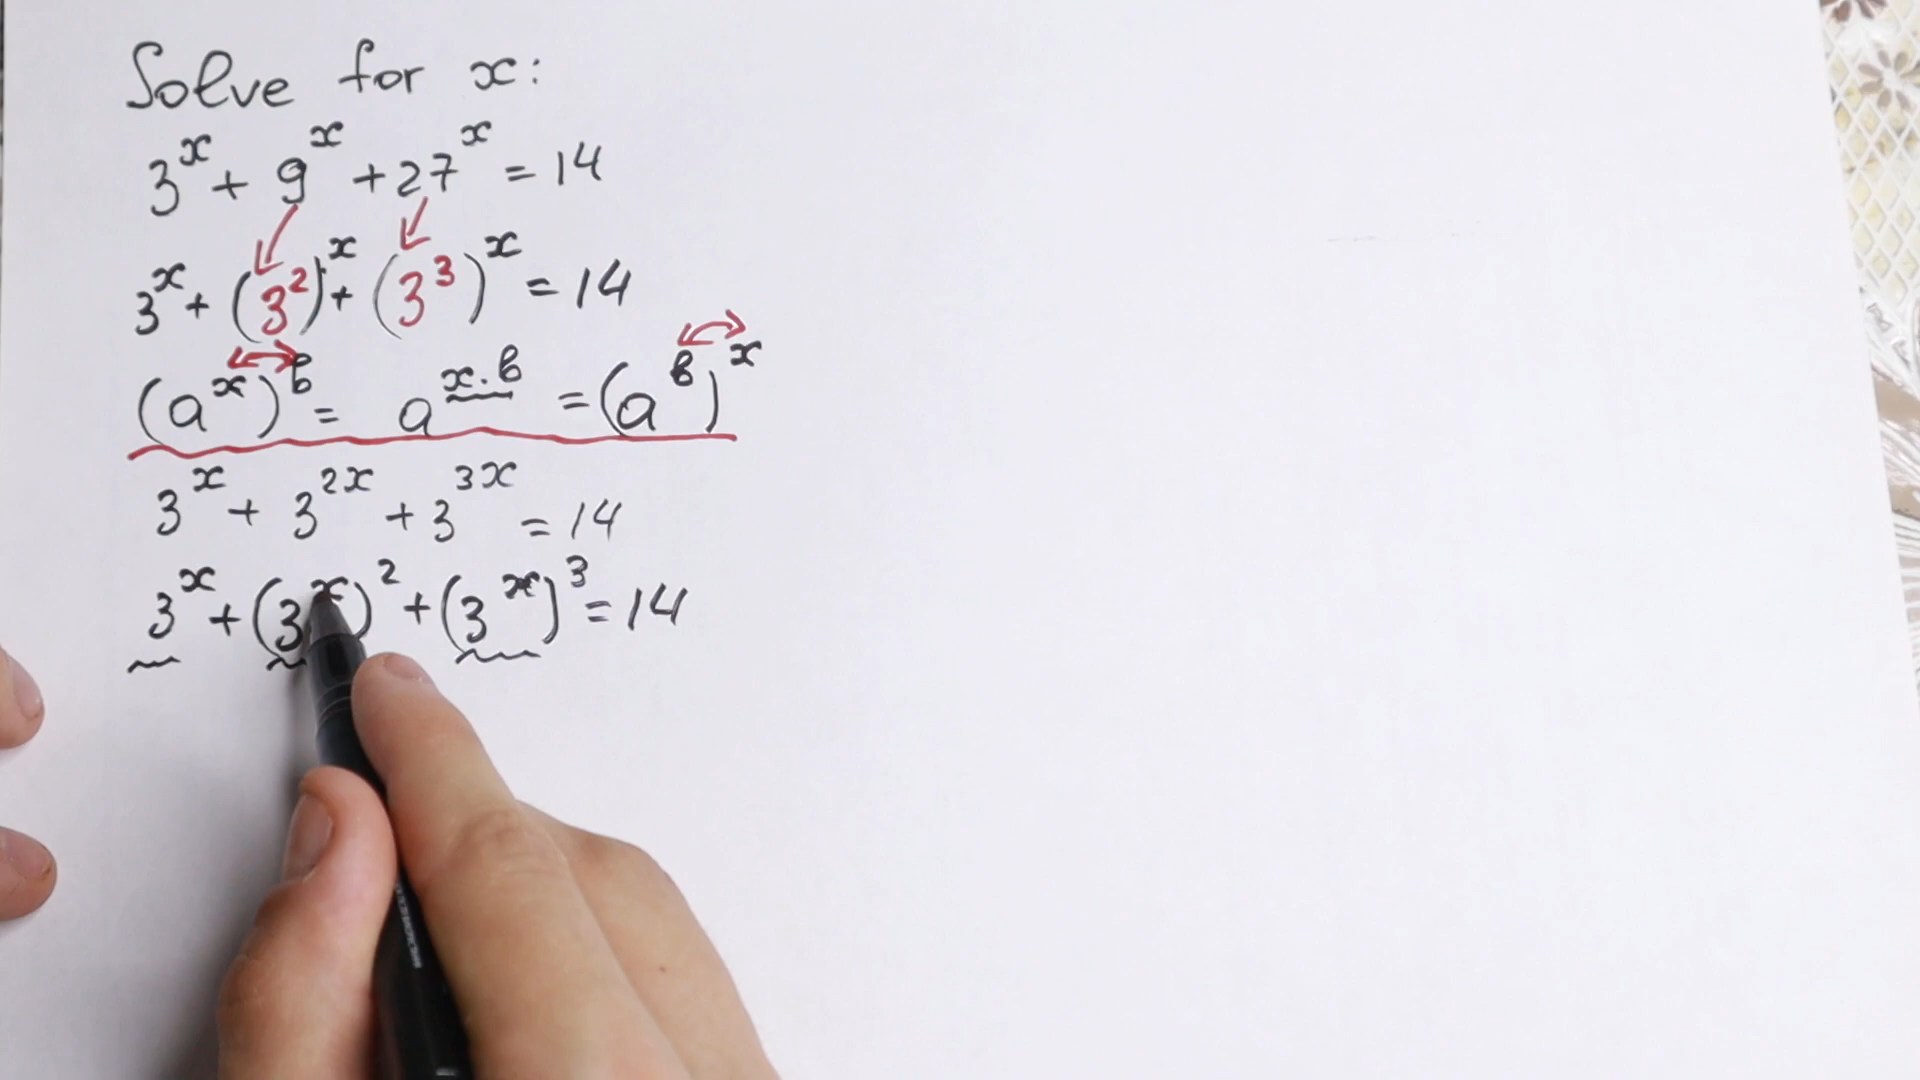 Solve for x:
3^x + 9^x + 27^x = 14
3^x + (3^2)^x + (3^3)^x = 14
(a^x)^b = a^{x·b} = (a^b)^x
3^x + 3^{2x} + 3^{3x} = 14
3^x + (3^x)^2 + (3^x)^3 = 14